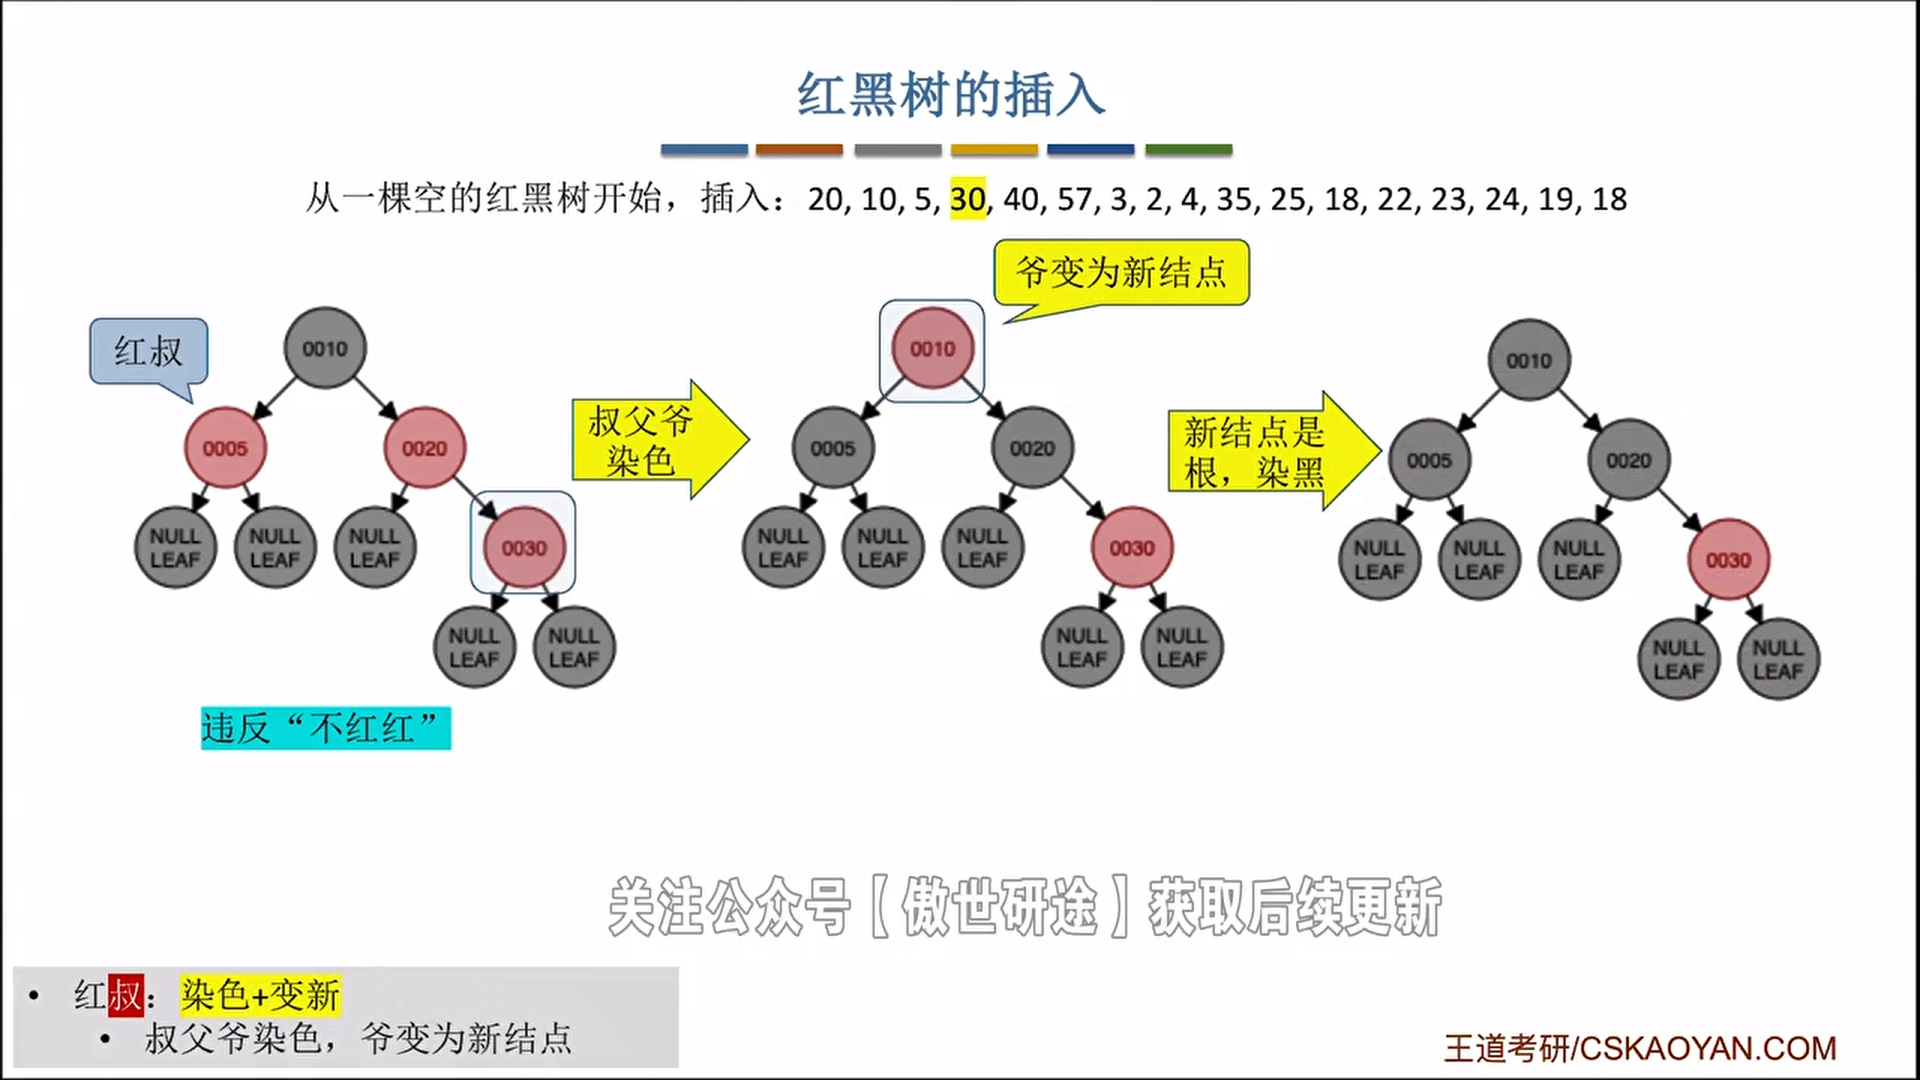 红黑树的插入
从一棵空的红黑树开始，插入：20, 10, 5, 30, 40, 57, 3, 2, 4, 35, 25, 18, 22, 23, 24, 19, 18
红叔
0010
0005
0020
NULL LEAF
NULL LEAF
NULL LEAF
0030
NULL LEAF
NULL LEAF
违反“不红红”
叔父爷
染色
爷变为新结点
0010
0005
0020
NULL LEAF
NULL LEAF
NULL LEAF
0030
NULL LEAF
NULL LEAF
新结点是
根，染黑
0010
0005
0020
NULL LEAF
NULL LEAF
NULL LEAF
0030
NULL LEAF
NULL LEAF
关注公众号【傲世研途】获取后续更新
• 红叔：染色+变新
• 叔父爷染色，爷变为新结点
王道考研/CSKAOYAN.COM